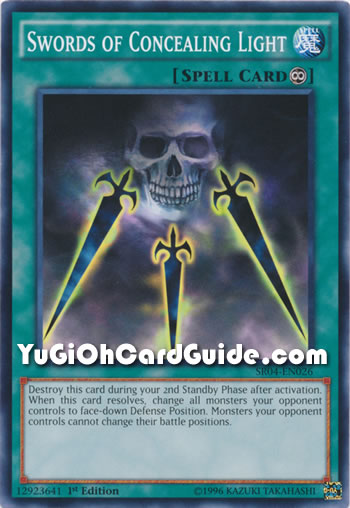 SWORDS OF CONCEALING LIGHT
魔
[SPELL CARD]
YuGiOhCardGuide.com
SR04-EN026
Destroy this card during your 2nd Standby Phase after activation.
When this card resolves, change all monsters your opponent
controls to face-down Defense Position. Monsters your opponent
controls cannot change their battle positions.
12923641 1st Edition ©1996 KAZUKI TAKAHASHI